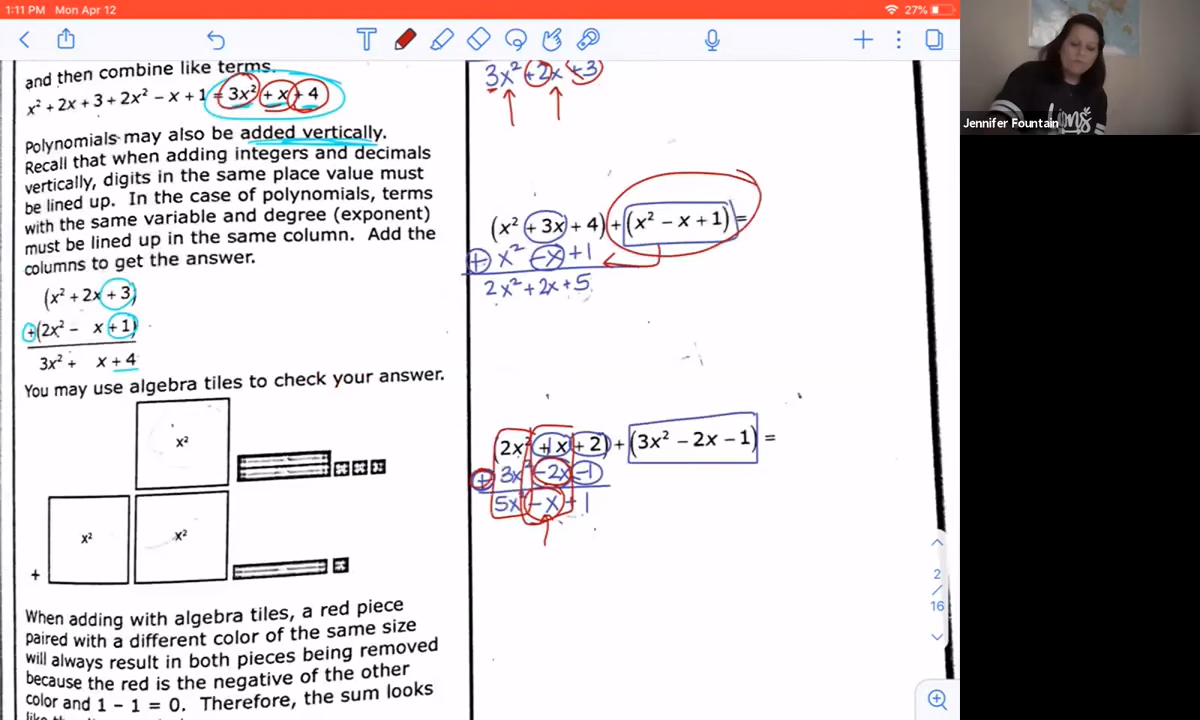 1:11 PM Mon Apr 12
27%
and then combine like terms.
x² + 2x + 3 + 2x² − x + 1 = 3x² + x + 4
Polynomials may also be added vertically.
Recall that when adding integers and decimals
vertically, digits in the same place value must
be lined up. In the case of polynomials, terms
with the same variable and degree (exponent)
must be lined up in the same column. Add the
columns to get the answer.
(x² + 2x + 3)
+(2x² − x + 1)
3x² + x + 4
You may use algebra tiles to check your answer.
x²
x² x²
+
When adding with algebra tiles, a red piece
paired with a different color of the same size
will always result in both pieces being removed
because the red is the negative of the other
color and 1 − 1 = 0. Therefore, the sum looks
3x² + 2x + 3
(x² + 3x + 4) + (x² − x + 1) =
+ x² − x + 1
2x² + 2x + 5
(2x² + 1x + 2) + (3x² − 2x − 1) =
+ 3x² − 2x − 1
5x² − x + 1
2
/
16
Jennifer Fountain
Lions